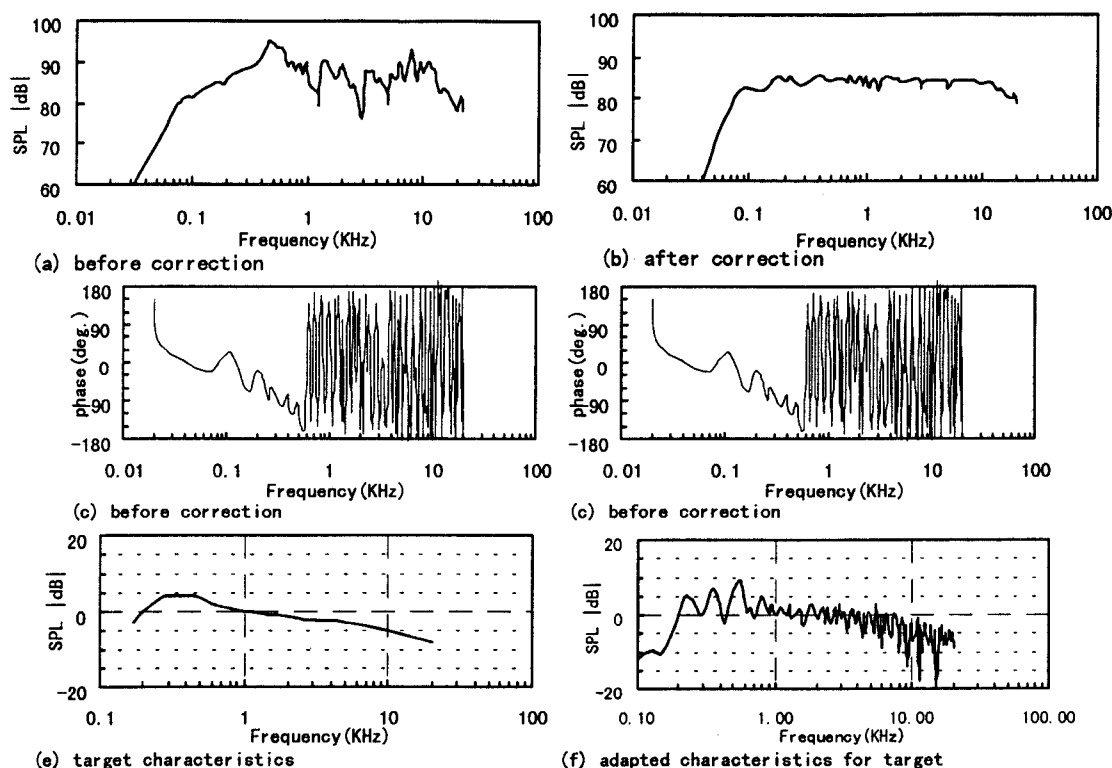 100
90
80
70
60
SPL |dB|
0.01 0.1 1 10 100
Frequency(KHz)
(a) before correction
100
90
80
70
60
SPL |dB|
0.01 0.1 1 10 100
Frequency(KHz)
(b) after correction
180
90
0
90
-180
phase(deg.)
0.01 0.1 1 10 100
Frequency(KHz)
(c) before correction
180
90
0
90
-180
phase(deg.)
0.01 0.1 1 10 100
Frequency(KHz)
(c) before correction
20
0
-20
SPL |dB|
0.1 1 10 100
Frequency(KHz)
(e) target characteristics
20
0
-20
SPL |dB|
0.10 1.00 10.00 100.00
Frequency(KHz)
(f) adapted characteristics for target